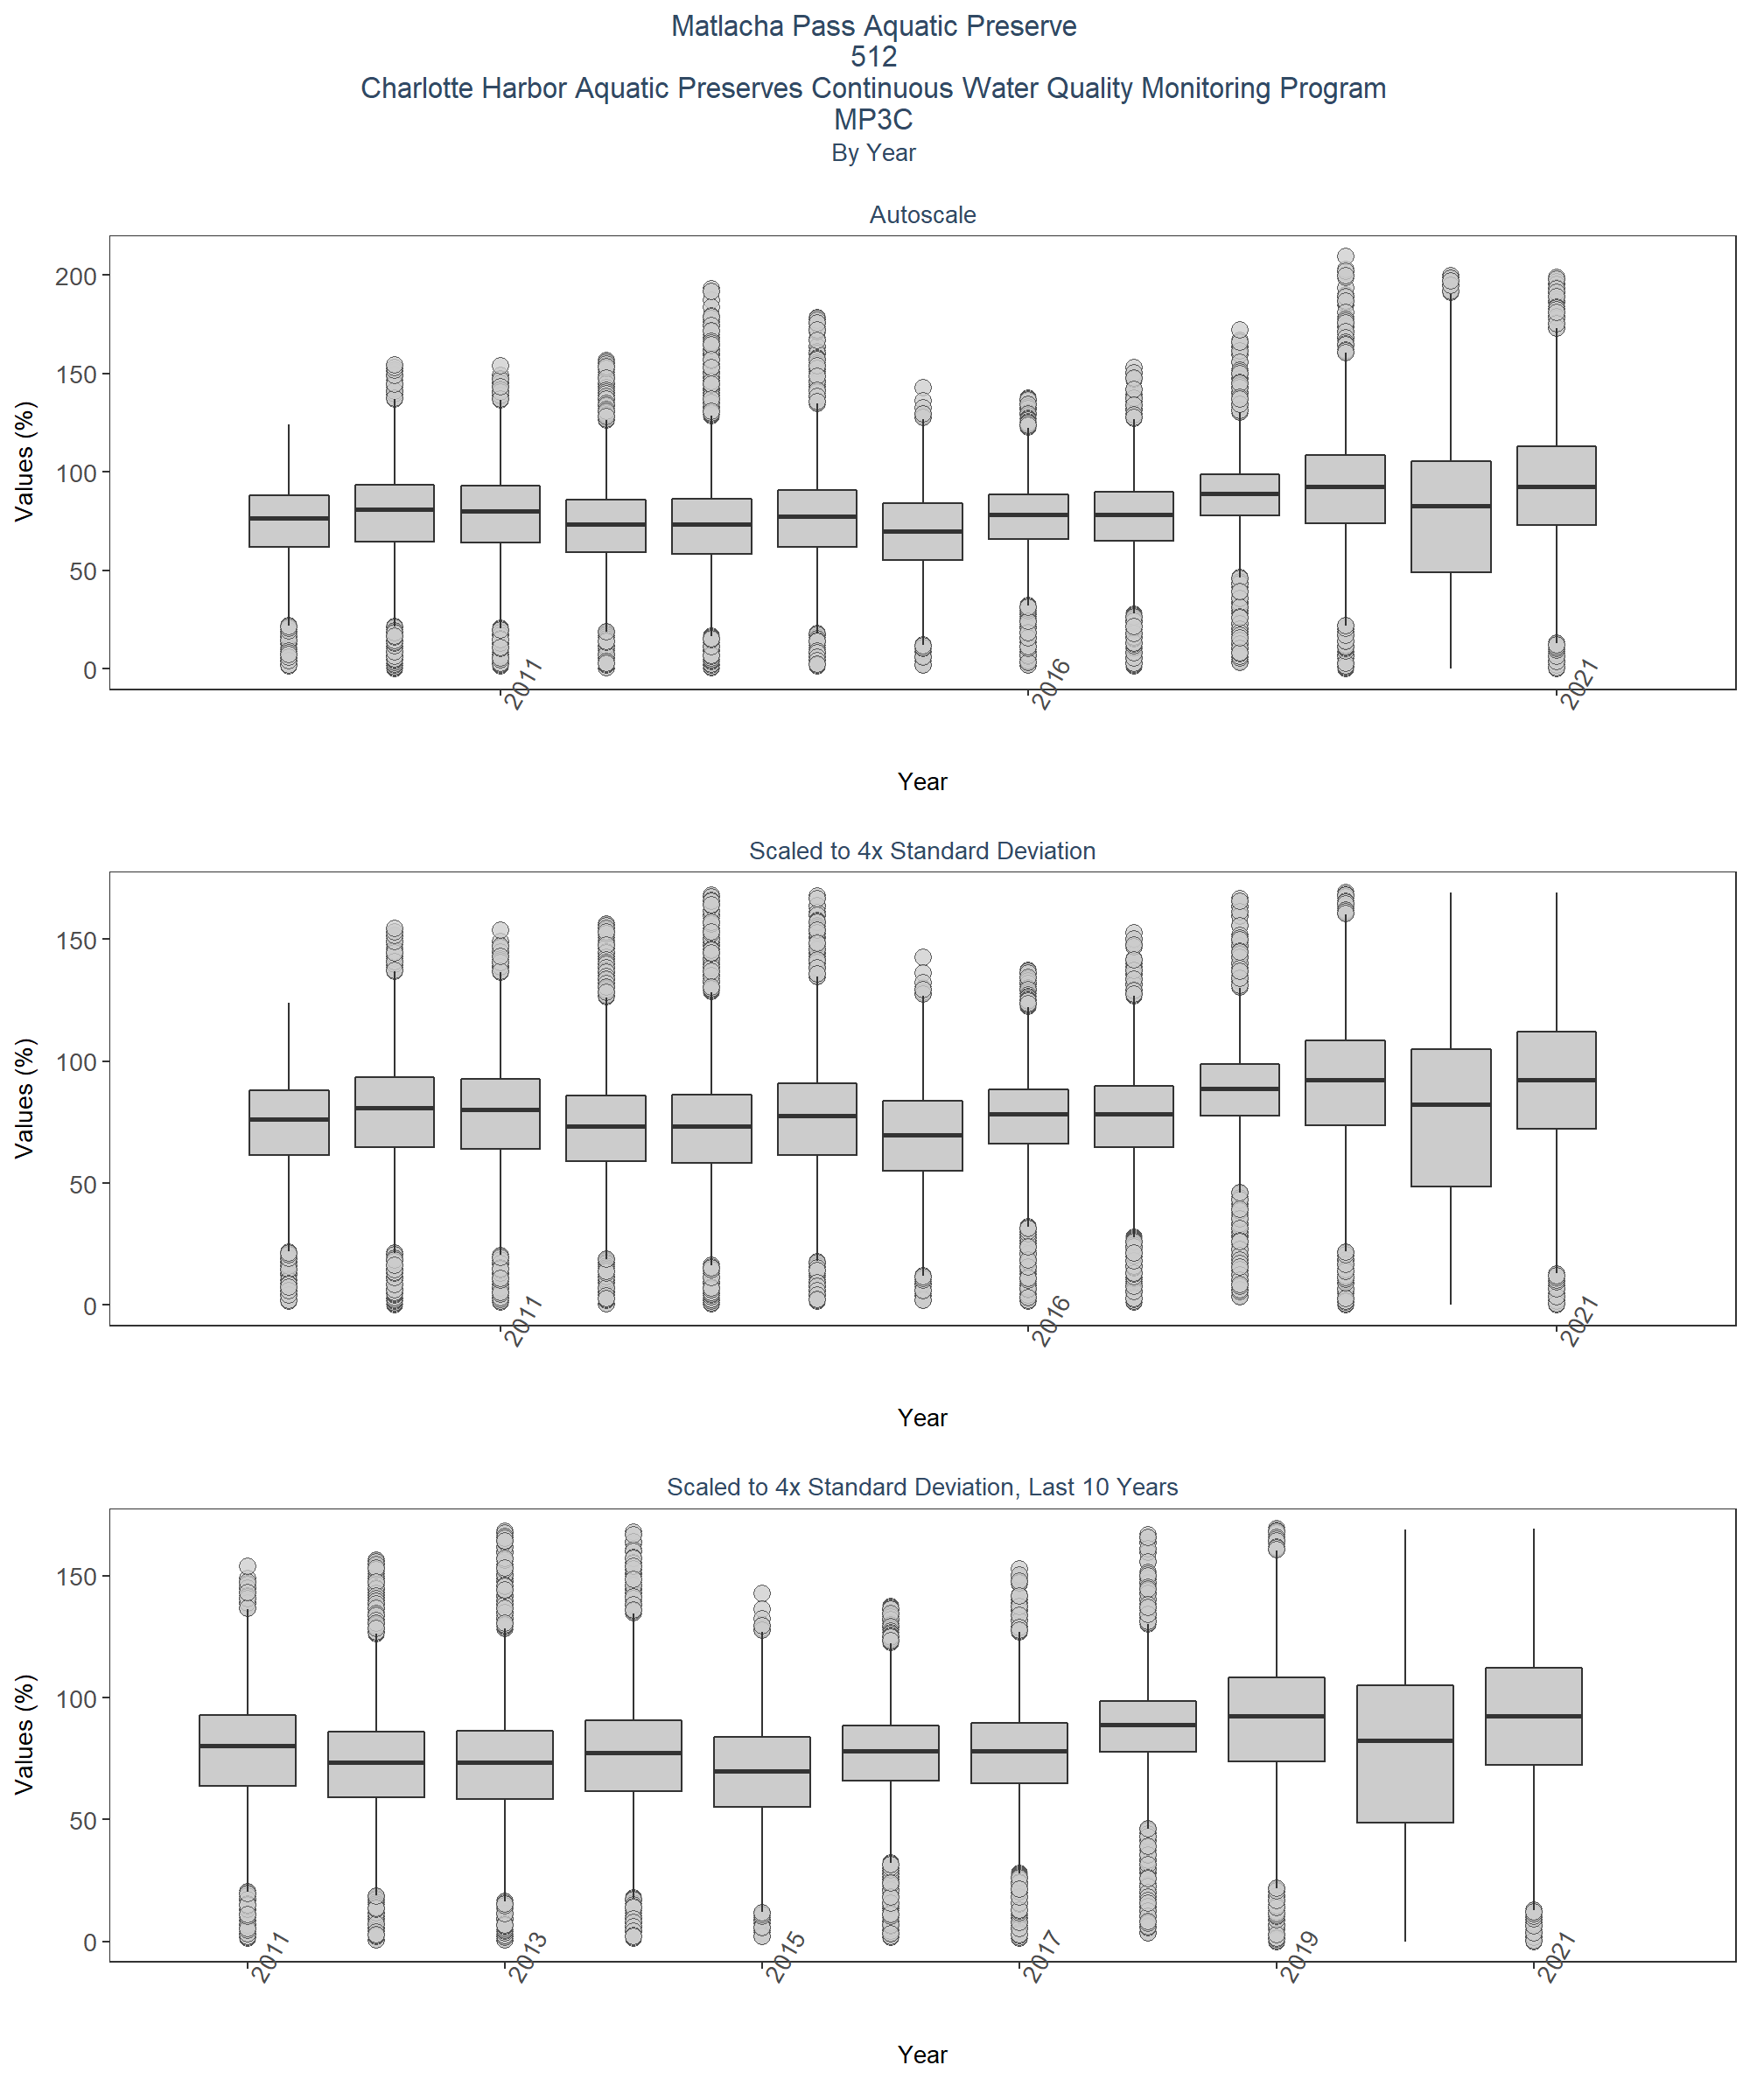 Matlacha Pass Aquatic Preserve
512
Charlotte Harbor Aquatic Preserves Continuous Water Quality Monitoring Program
MP3C
By Year
Autoscale
Values (%)
200
150
100
50
0
2011
2016
2021
Year
Scaled to 4x Standard Deviation
Values (%)
150
100
50
0
2011
2016
2021
Year
Scaled to 4x Standard Deviation, Last 10 Years
Values (%)
150
100
50
0
2011
2013
2015
2017
2019
2021
Year